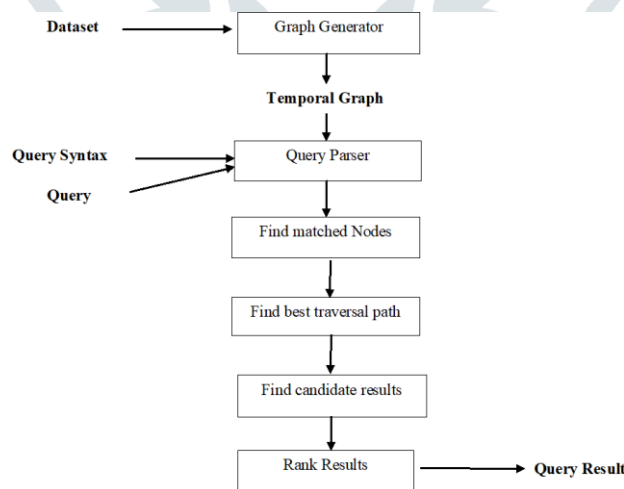 Dataset
Graph Generator
Temporal Graph
Query Syntax
Query Parser
Query
Find matched Nodes
Find best traversal path
Find candidate results
Rank Results
Query Result